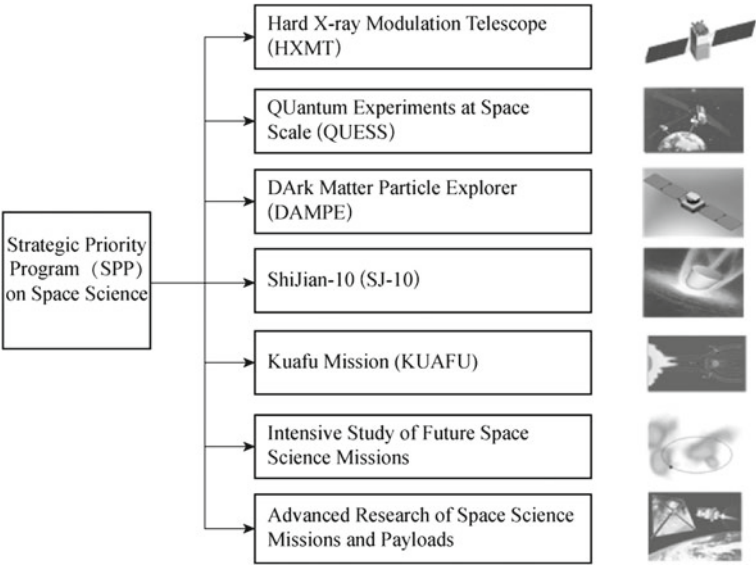 Hard X-ray Modulation Telescope
(HXMT)
QUantum Experiments at Space
Scale (QUESS)
DArk Matter Particle Explorer
(DAMPE)
Strategic Priority
Program（SPP）
on Space Science
ShiJian-10 (SJ-10)
Kuafu Mission (KUAFU)
Intensive Study of Future Space
Science Missions
Advanced Research of Space Science
Missions and Payloads